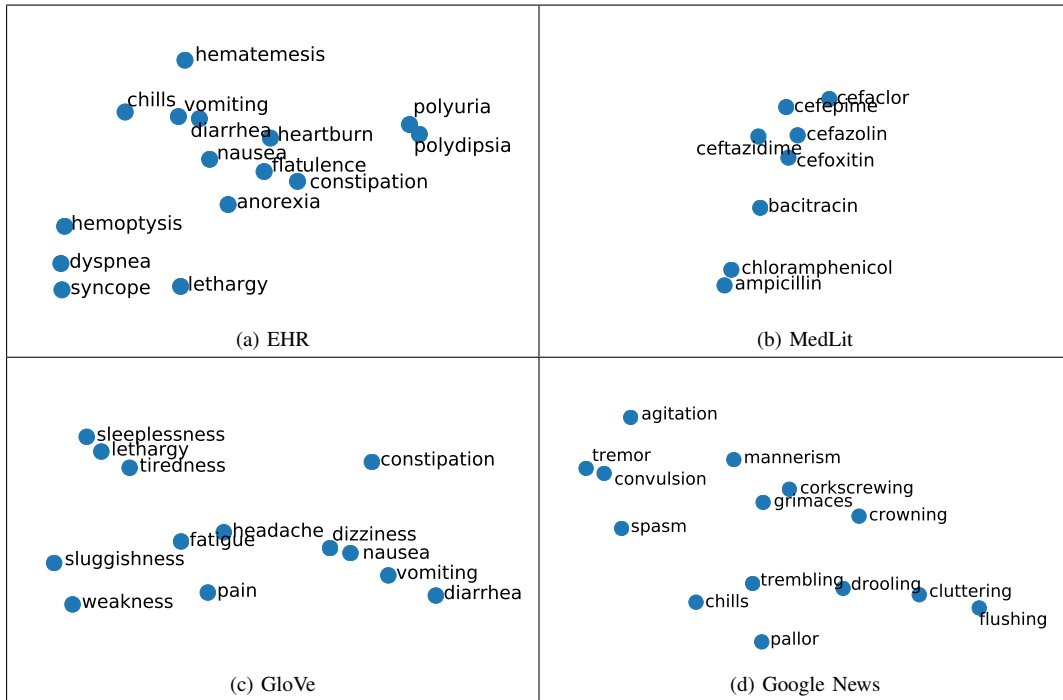 hematemesis
chills
vomiting
diarrhea
heartburn
nausea
flatulence
constipation
anorexia
polyuria
polydipsia
hemoptysis
dyspnea
syncope
lethargy
(a) EHR
cefaclor
cefepime
cefazolin
ceftazidime
cefoxitin
bacitracin
chloramphenicol
ampicillin
(b) MedLit
sleeplessness
lethargy
tiredness
constipation
headache
fatigue
dizziness
nausea
sluggishness
vomiting
pain
weakness
diarrhea
(c) GloVe
agitation
tremor
convulsion
mannerism
corkscrewing
grimaces
crowning
spasm
trembling
drooling
cluttering
chills
flushing
pallor
(d) Google News